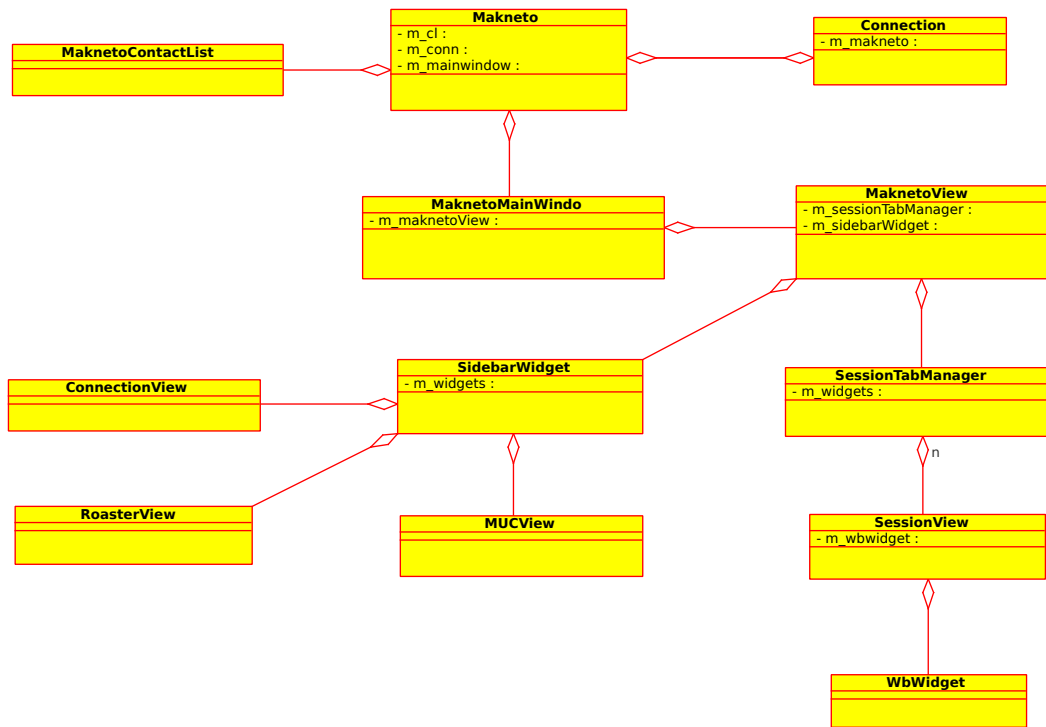 Makneto
- m_cl :
- m_conn :
- m_mainwindow :
Connection
- m_makneto :
MaknetoContactList
MaknetoMainWindo
- m_maknetoView :
MaknetoView
- m_sessionTabManager :
- m_sidebarWidget :
SidebarWidget
- m_widgets :
ConnectionView
SessionTabManager
- m_widgets :
n
RoasterView
MUCView
SessionView
- m_wbwidget :
WbWidget